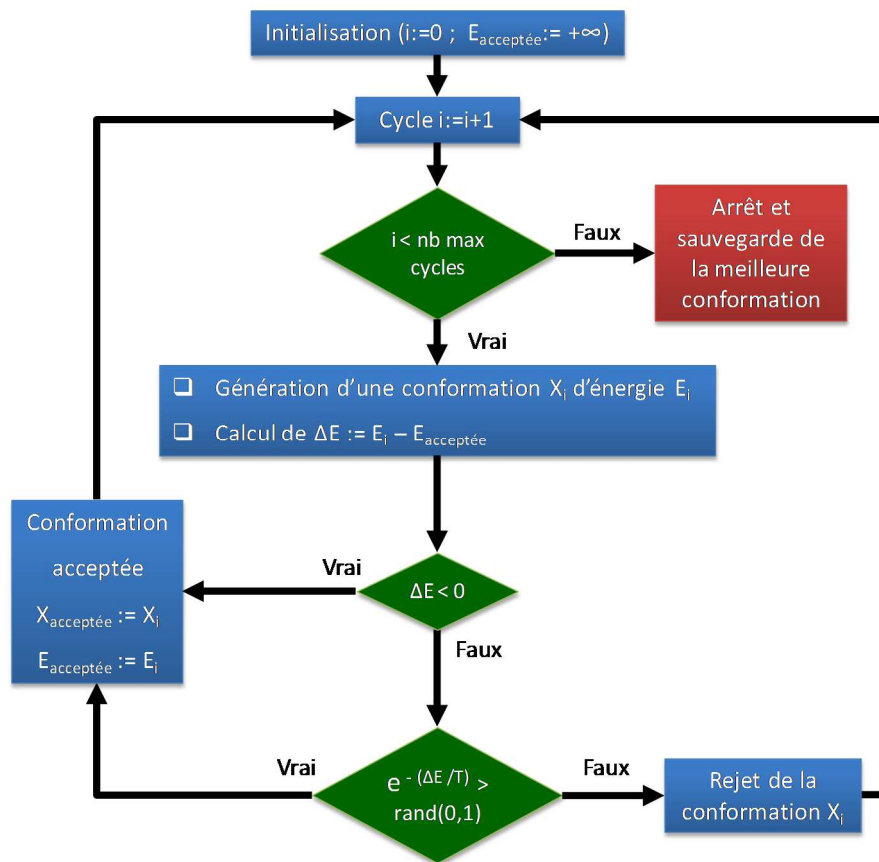 Initialisation (i:=0 ; Eacceptée:= +∞)
Cycle i:=i+1
i < nb max
cycles
Faux
Arrêt et
sauvegarde de
la meilleure
conformation
Vrai
❑ Génération d’une conformation Xi d’énergie Ei
❑ Calcul de ΔE := Ei – Eacceptée
Conformation
acceptée
Xacceptée := Xi
Eacceptée := Ei
Vrai
ΔE < 0
Faux
Vrai
e - (ΔE /T) >
rand(0,1)
Faux
Rejet de la
conformation Xi